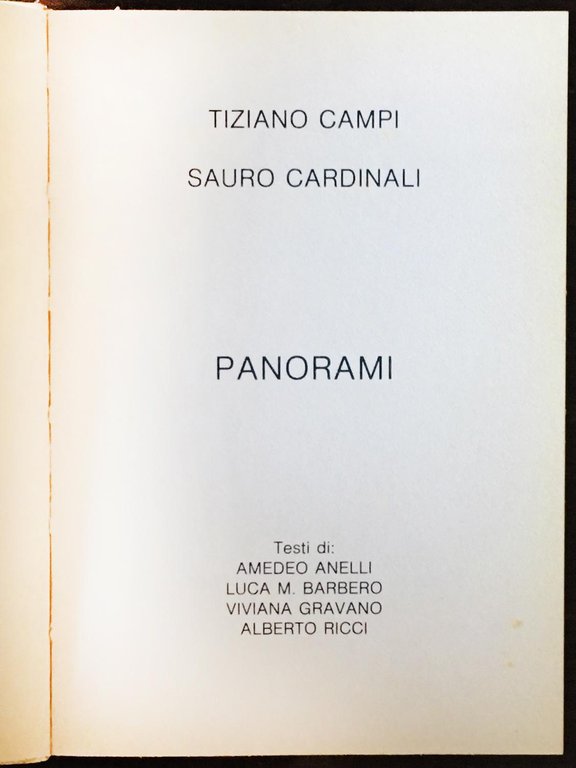 TIZIANO CAMPI
SAURO CARDINALI
PANORAMI
Testi di:
AMEDEO ANELLI
LUCA M. BARBERO
VIVIANA GRAVANO
ALBERTO RICCI